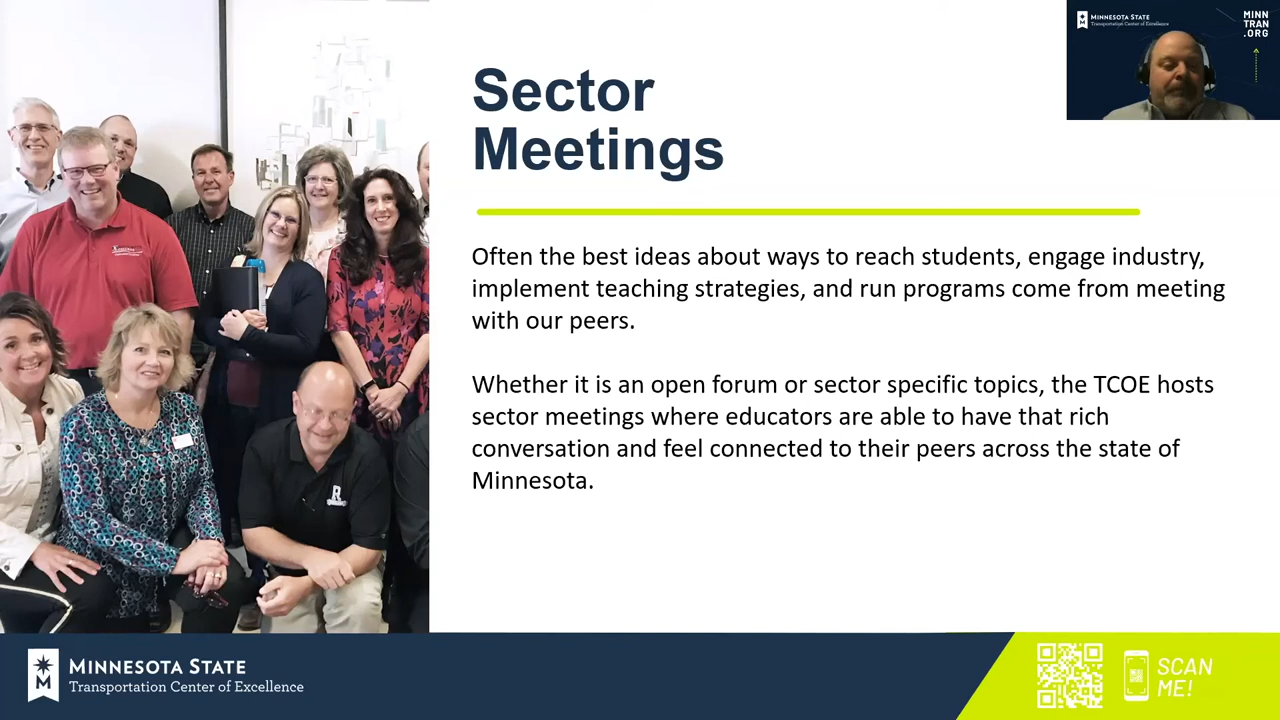 Sector
Meetings
Often the best ideas about ways to reach students, engage industry,
implement teaching strategies, and run programs come from meeting
with our peers.
Whether it is an open forum or sector specific topics, the TCOE hosts
sector meetings where educators are able to have that rich
conversation and feel connected to their peers across the state of
Minnesota.
MINNESOTA STATE
Transportation Center of Excellence
MINN
TRAN
.ORG
R
M
MINNESOTA STATE
Transportation Center of Excellence
SCAN
ME!